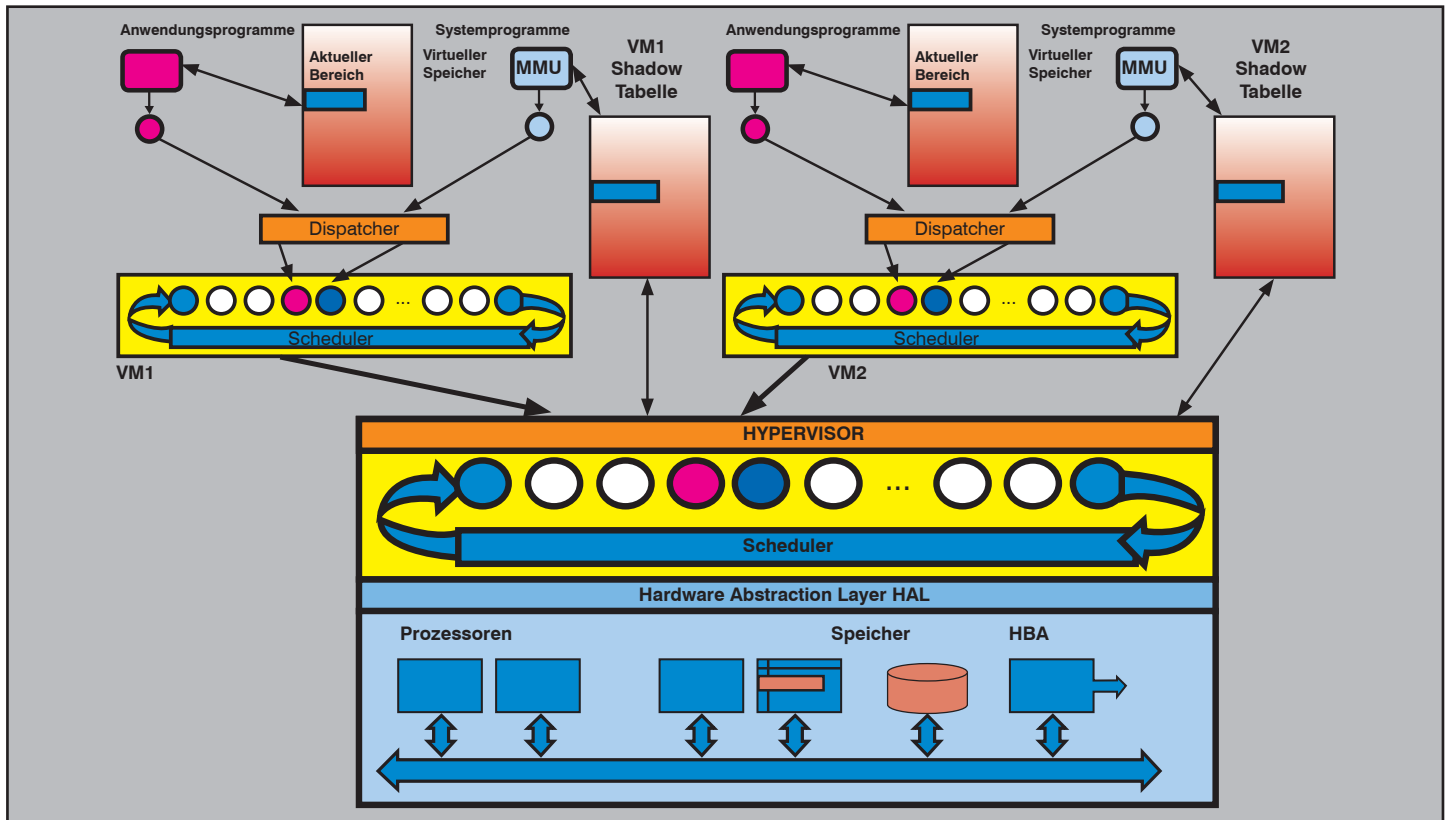 Anwendungsprogramme
Aktueller
Bereich
Systemprogramme
Virtueller
Speicher
MMU
VM1
Shadow
Tabelle
Dispatcher
...
Scheduler
VM1
Anwendungsprogramme
Aktueller
Bereich
Systemprogramme
Virtueller
Speicher
MMU
VM2
Shadow
Tabelle
Dispatcher
...
Scheduler
VM2
HYPERVISOR
...
Scheduler
Hardware Abstraction Layer HAL
Prozessoren
Speicher
HBA